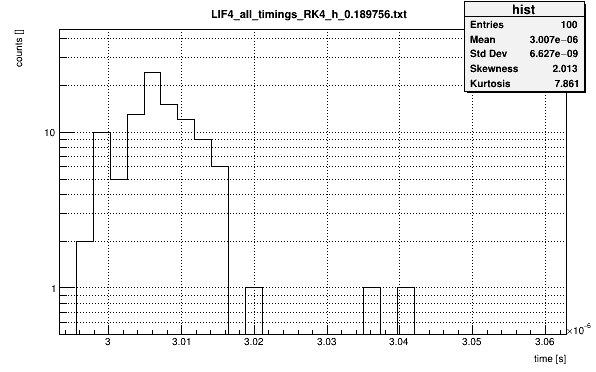 LIF4_all_timings_RK4_h_0.189756.txt
hist
Entries 100
Mean 3.007e−06
Std Dev 6.627e−09
Skewness 2.013
Kurtosis 7.861
counts []
10
1
3 3.01 3.02 3.03 3.04 3.05 3.06
×10⁻⁶
time [s]